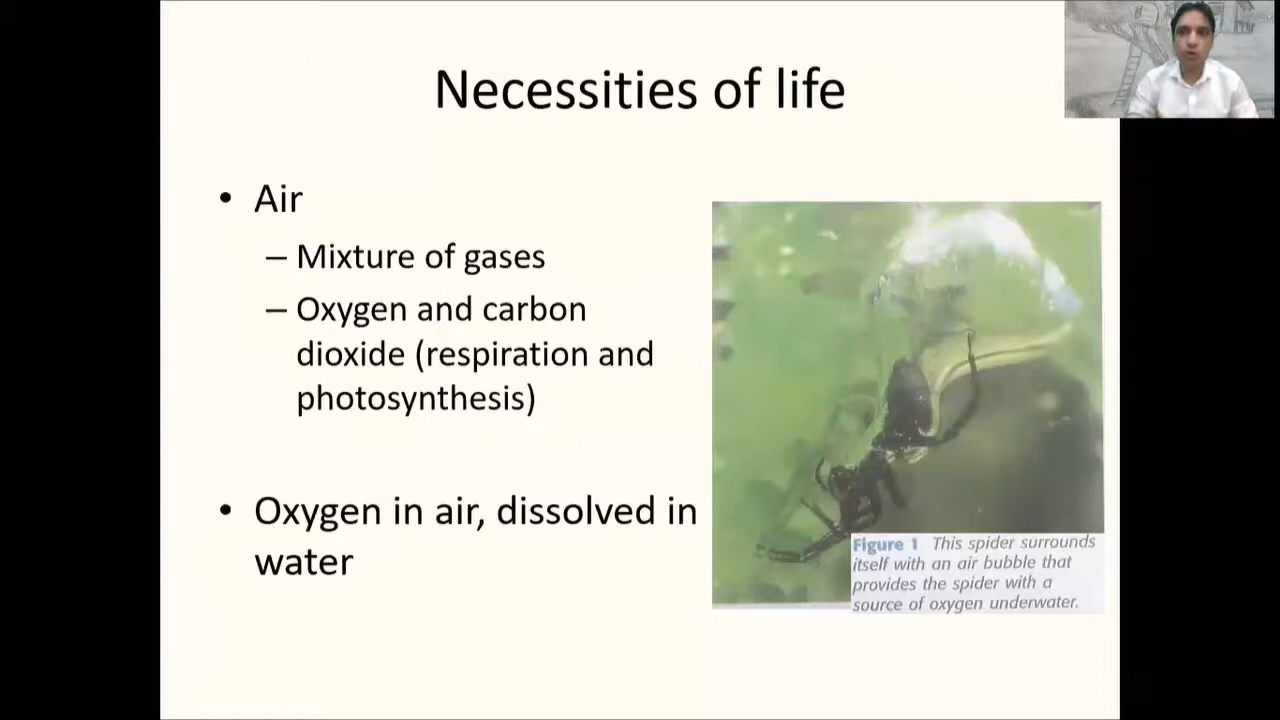 Necessities of life
• Air
– Mixture of gases
– Oxygen and carbon
dioxide (respiration and
photosynthesis)
• Oxygen in air, dissolved in
water
Figure 1 This spider surrounds
itself with an air bubble that
provides the spider with a
source of oxygen underwater.